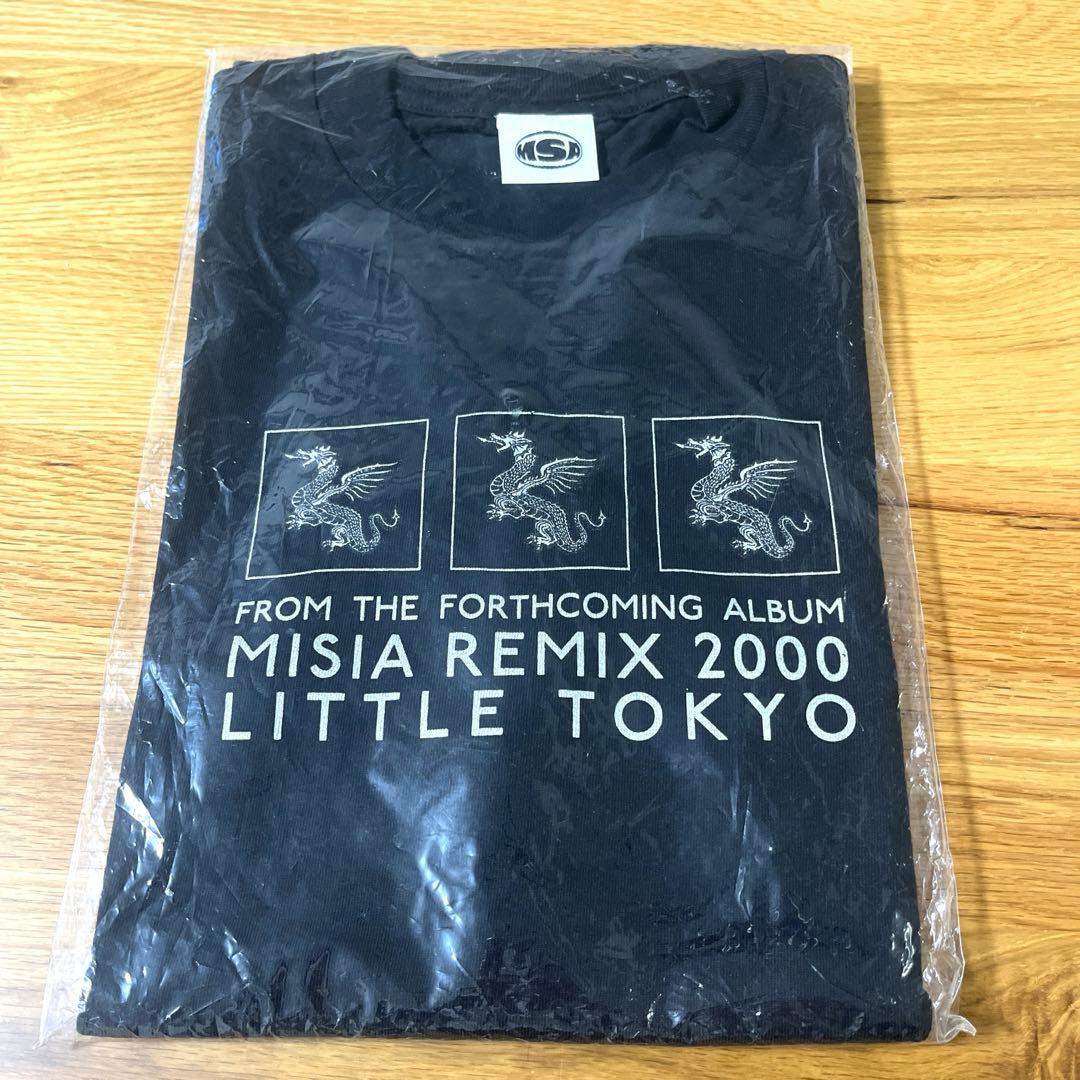 MSA
FROM THE FORTHCOMING ALBUM
MISIA REMIX 2000
LITTLE TOKYO